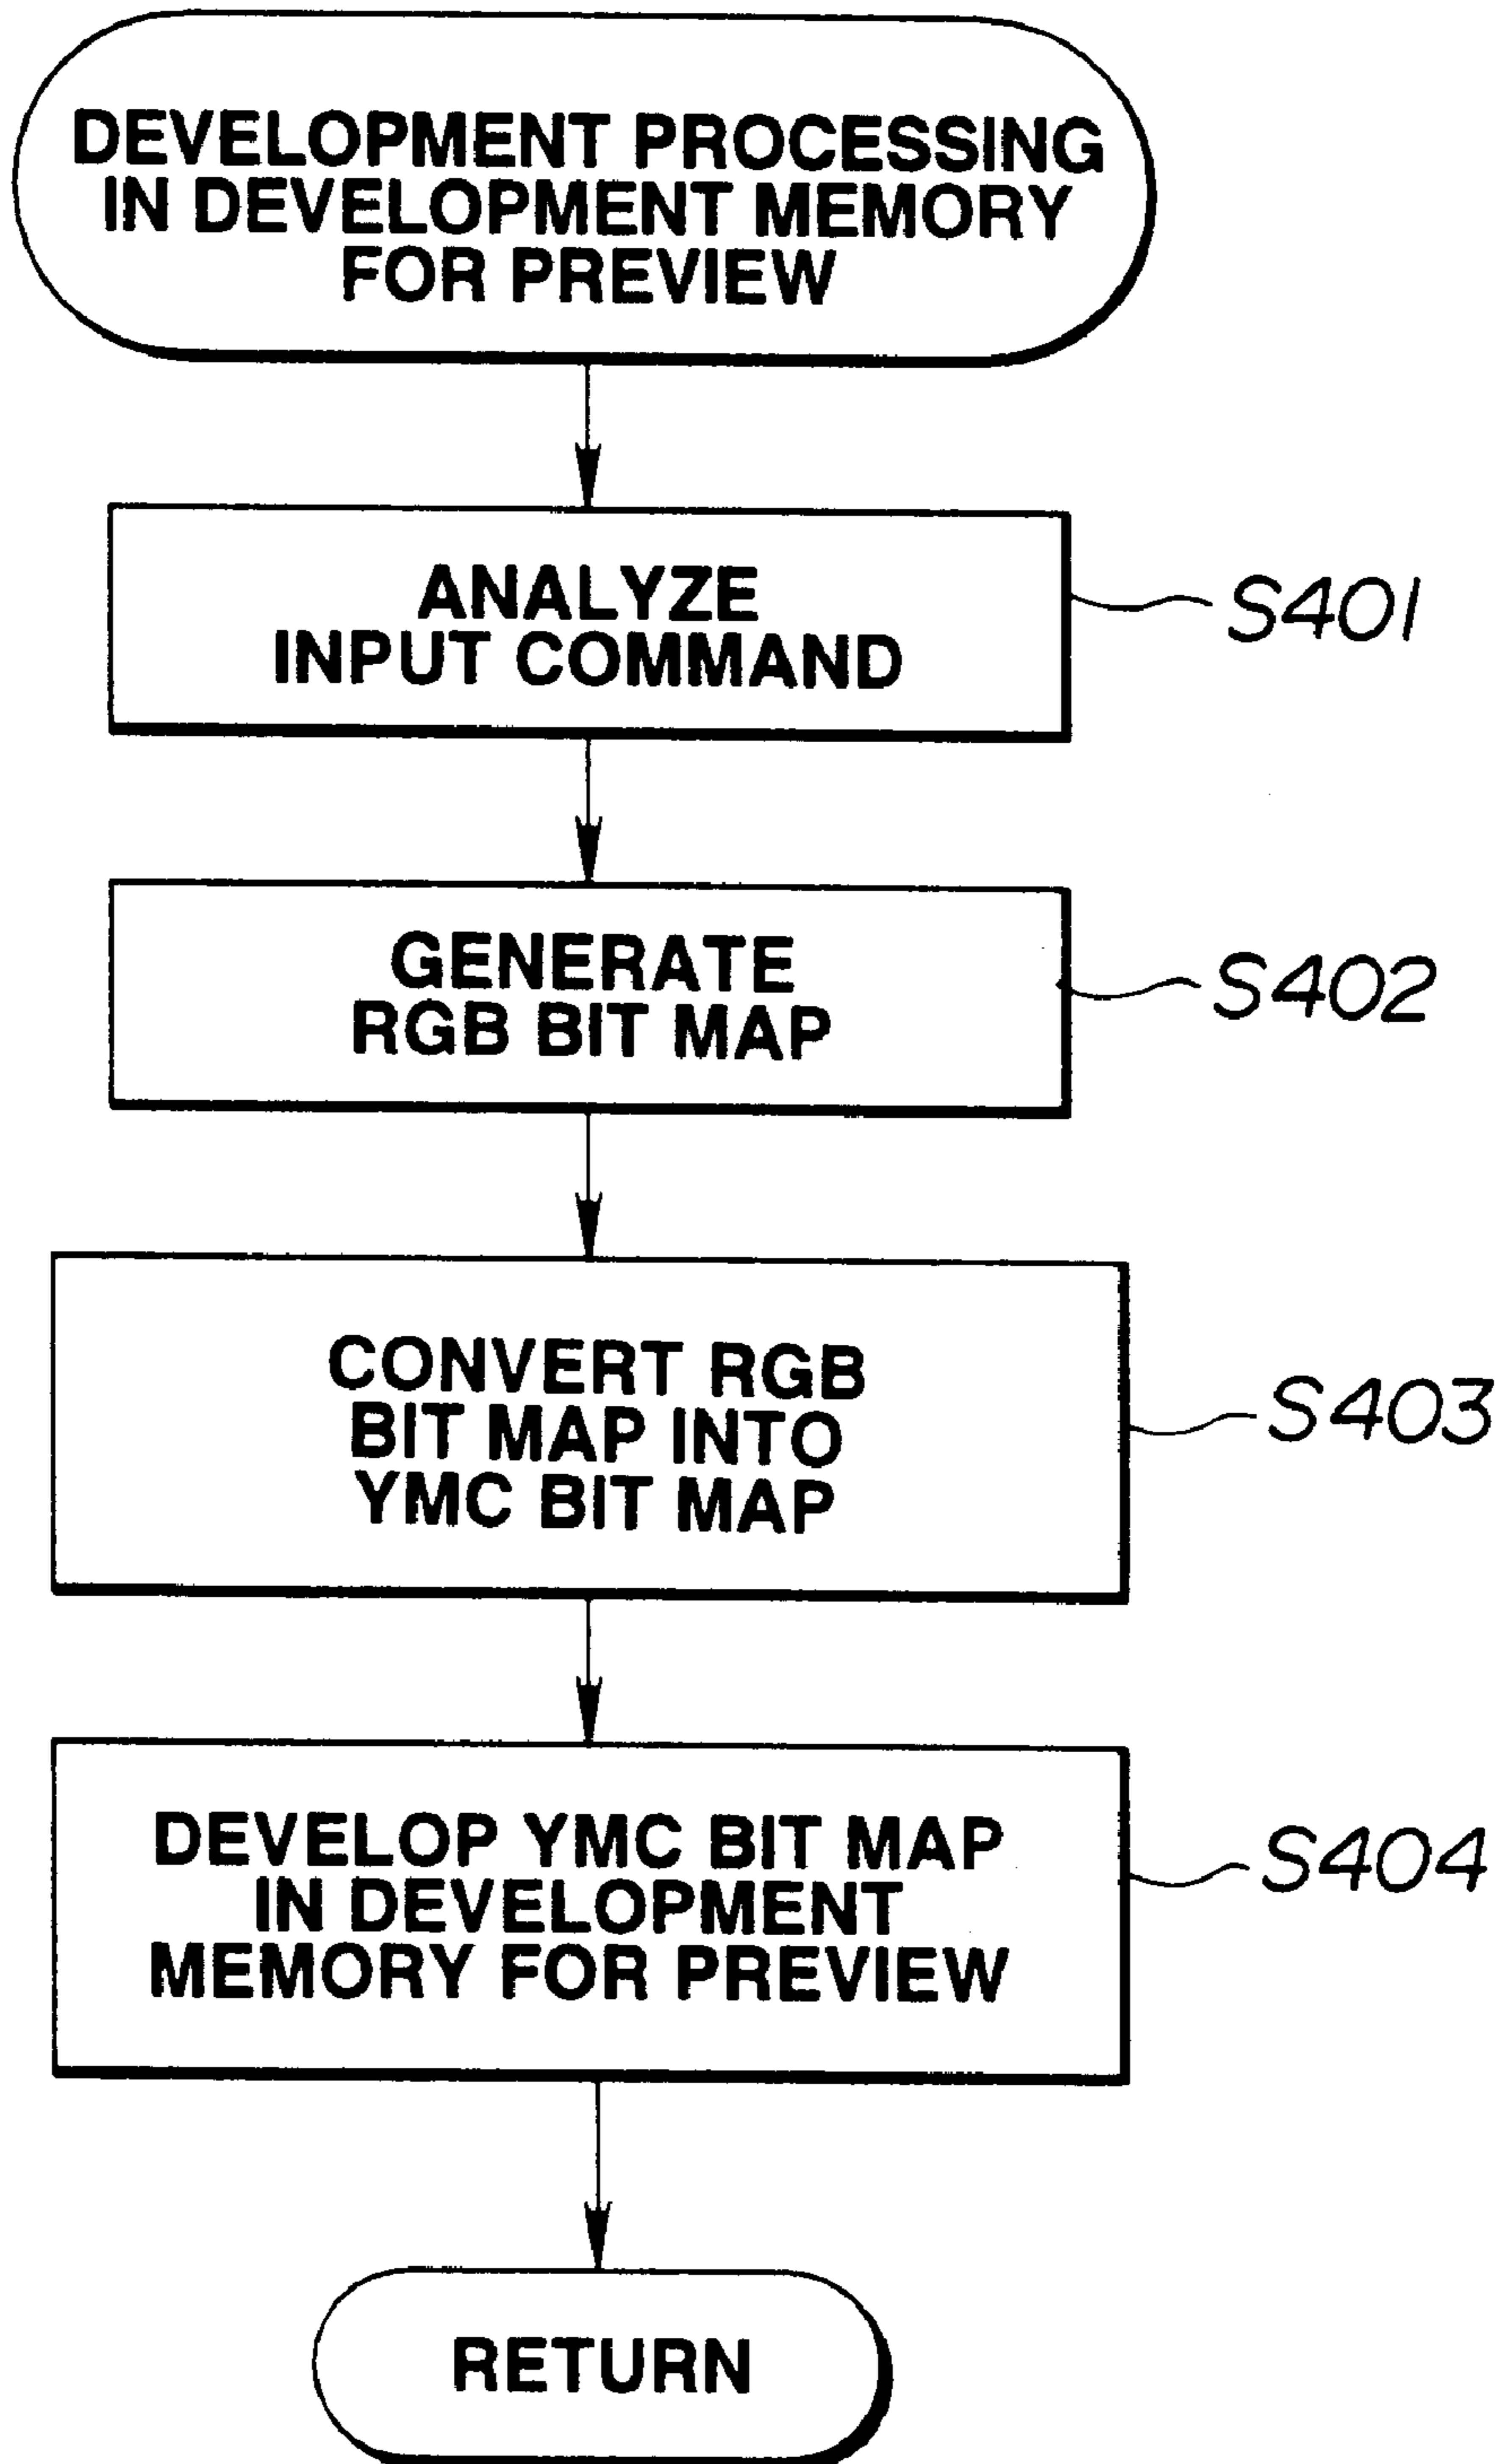 DEVELOPMENT PROCESSING
IN DEVELOPMENT MEMORY
FOR PREVIEW
ANALYZE
INPUT COMMAND
S401
GENERATE
RGB BIT MAP
S402
CONVERT RGB
BIT MAP INTO
YMC BIT MAP
S403
DEVELOP YMC BIT MAP
IN DEVELOPMENT
MEMORY FOR PREVIEW
S404
RETURN